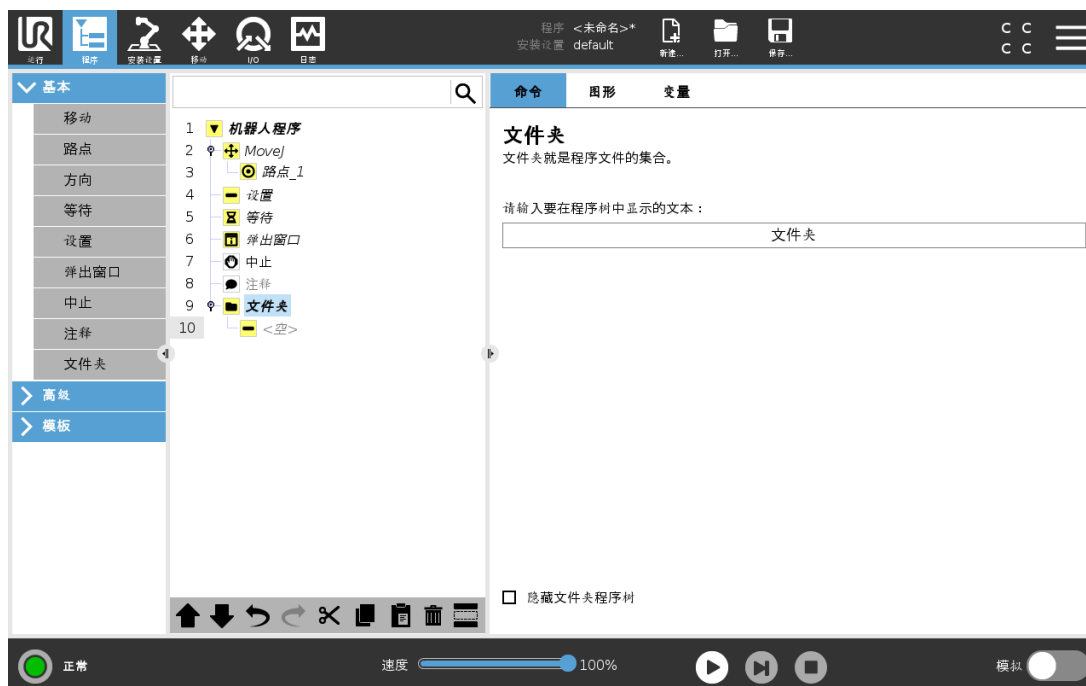 程序 <未命名>*
安装设置 default
C C
C C
运行
程序
安装设置
移动
I/O
日志
新建...
打开...
保存...
基本
移动
路点
方向
等待
设置
弹出窗口
中止
注释
文件夹
高级
模板
1 机器人程序
2 MoveJ
3 路点_1
4 设置
5 等待
6 弹出窗口
7 中止
8 注释
9 文件夹
10 <空>
命令 图形 变量
文件夹
文件夹就是程序文件的集合。
请输入要在程序树中显示的文本：
文件夹
隐藏文件夹程序树
正常
速度 100%
模拟